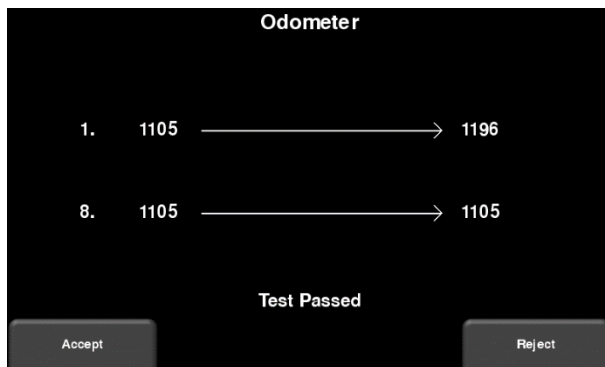 Odometer
1. 1105 1196
8. 1105 1105
Test Passed
Accept Reject